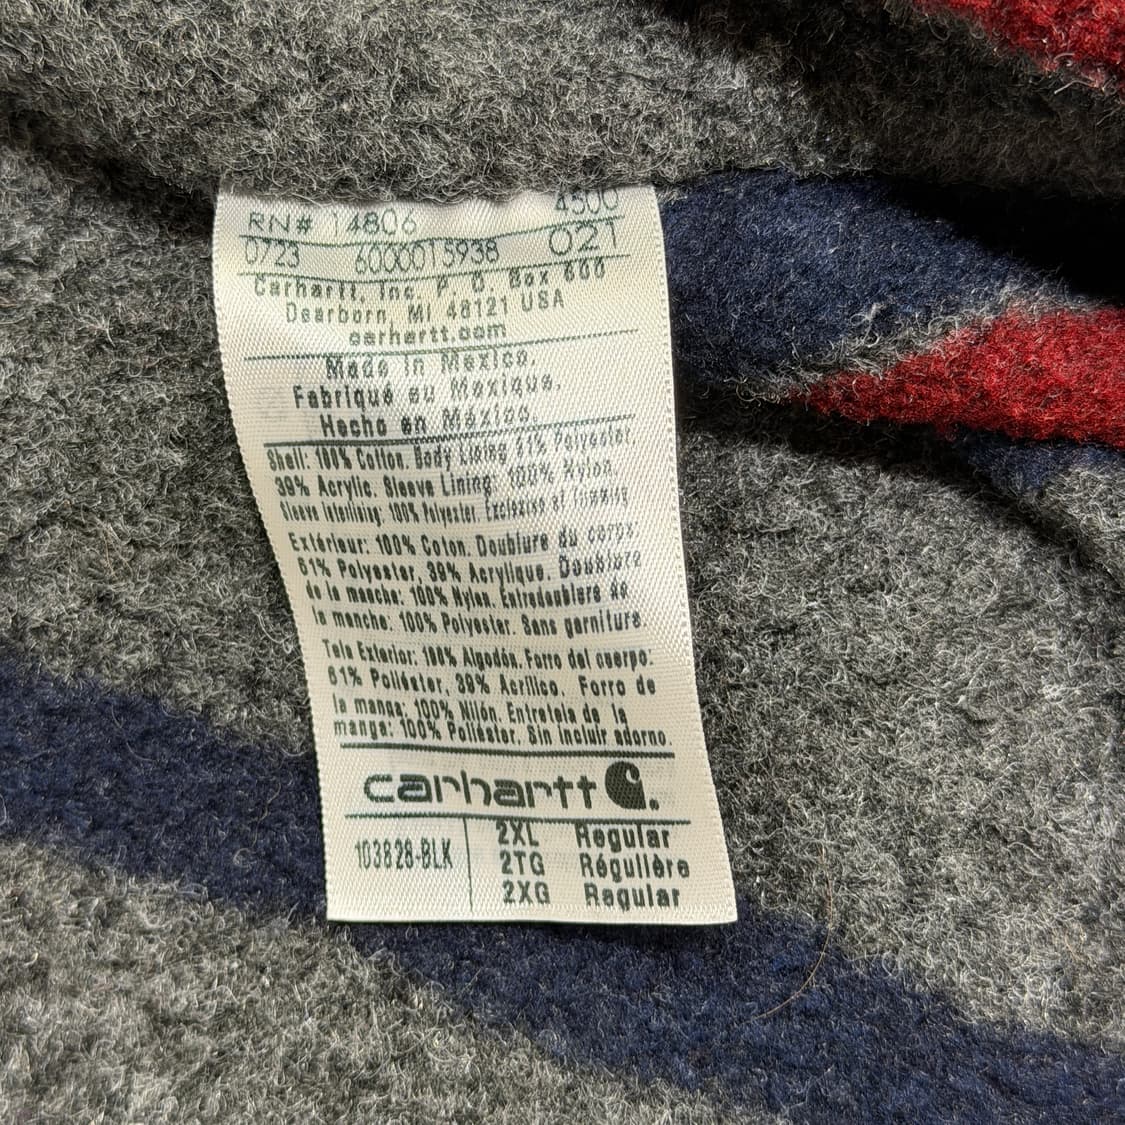 RN# 14806 4500
0723 6000015938 021
Carhartt, Inc. P. O. Box 600
Dearborn, MI 48121 USA
carhartt.com
Made in Mexico.
Fabriqué au Mexique.
Hecho en México.
Shell: 100% Cotton. Body Lining 61% Polyester,
39% Acrylic. Sleeve Lining: 100% Nylon.
Sleeve Interlining: 100% Polyester. Exclusive of Trimming
Extérieur: 100% Coton. Doublure du corps:
61% Polyester, 39% Acrylique. Doublure
de la manche: 100% Nylon. Entredoublure de
la manche: 100% Polyester. Sans garniture.
Tela Exterior: 100% Algodón. Forro del cuerpo:
61% Poliéster, 39% Acrílico. Forro de
la manga: 100% Nilón. Entretela de la
manga: 100% Poliéster. Sin incluir adorno.
carhartt
103828-BLK
2XL Regular
2TG Régulière
2XG Regular